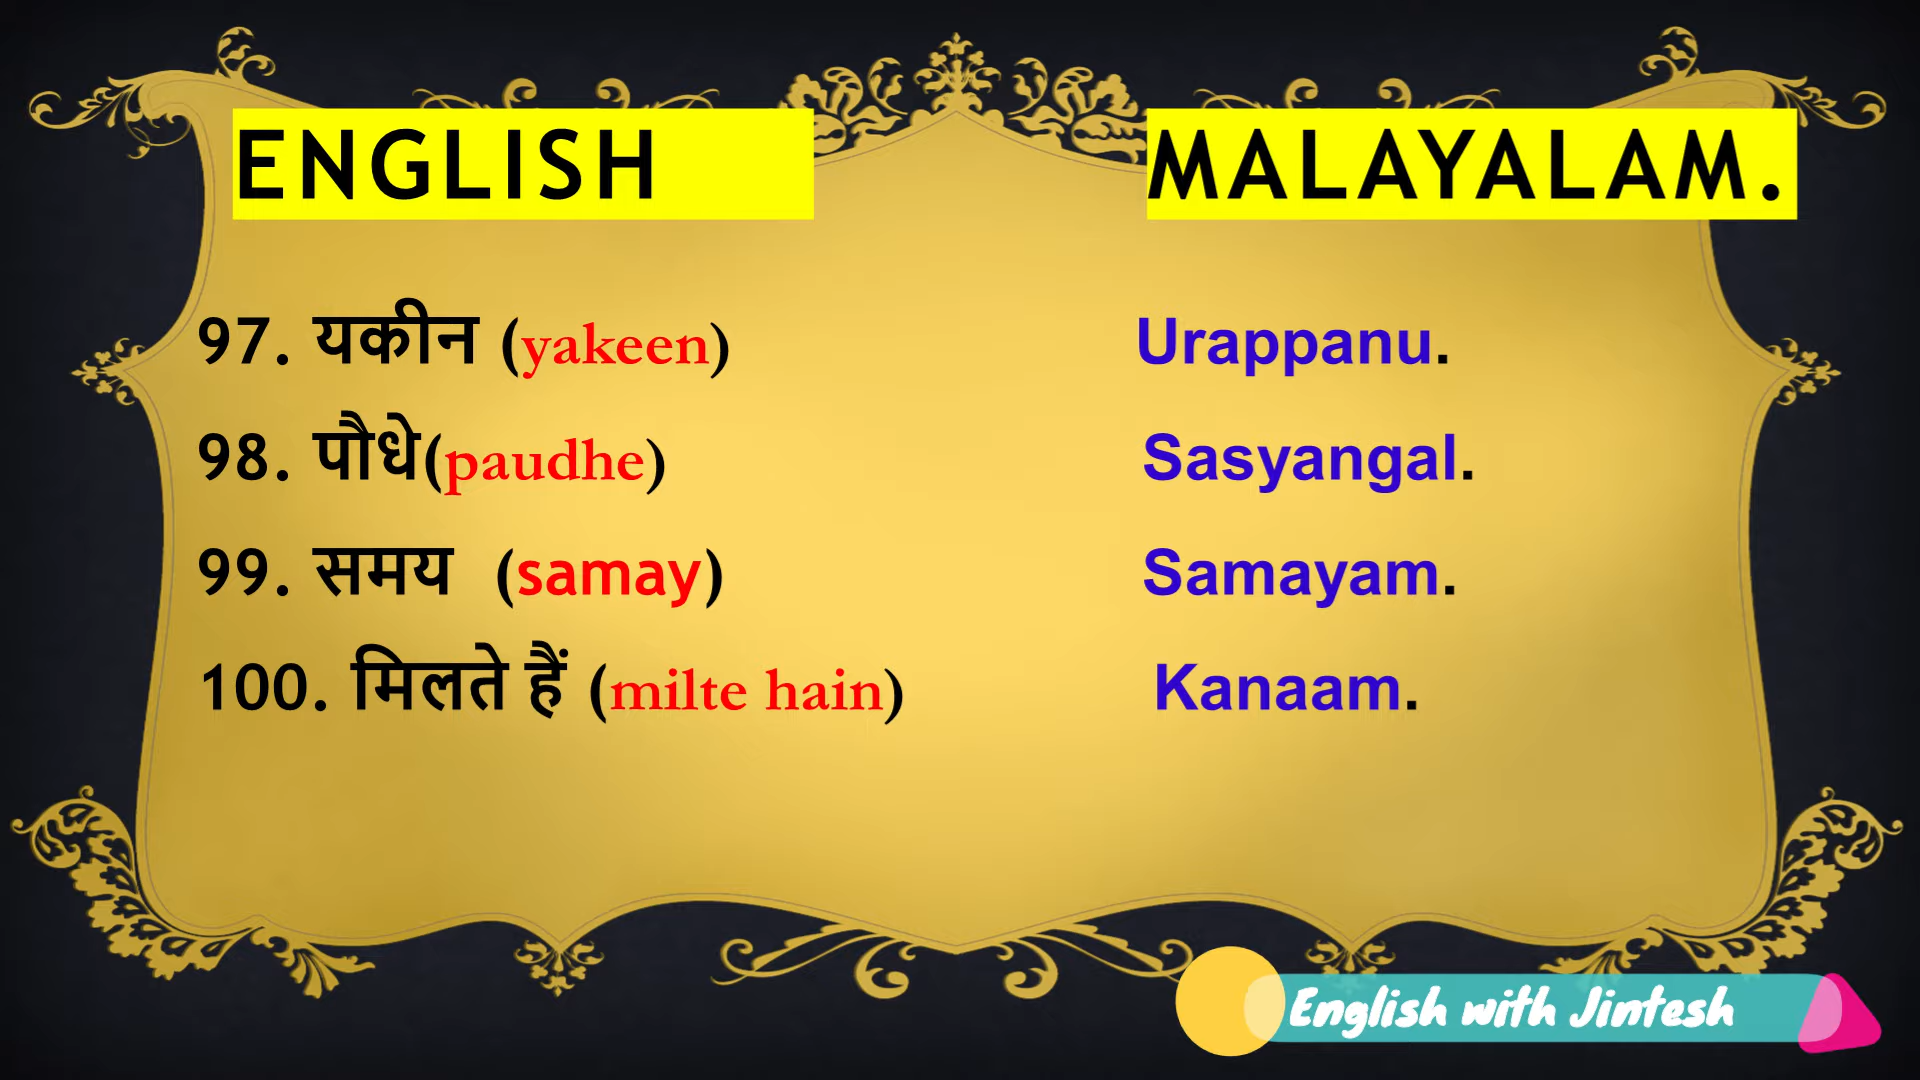 ENGLISH MALAYALAM.
97. यकीन (yakeen) Urappanu.
98. पौधे(paudhe) Sasyangal.
99. समय (samay) Samayam.
100. मिलते हैं (milte hain) Kanaam.
English with Jintesh